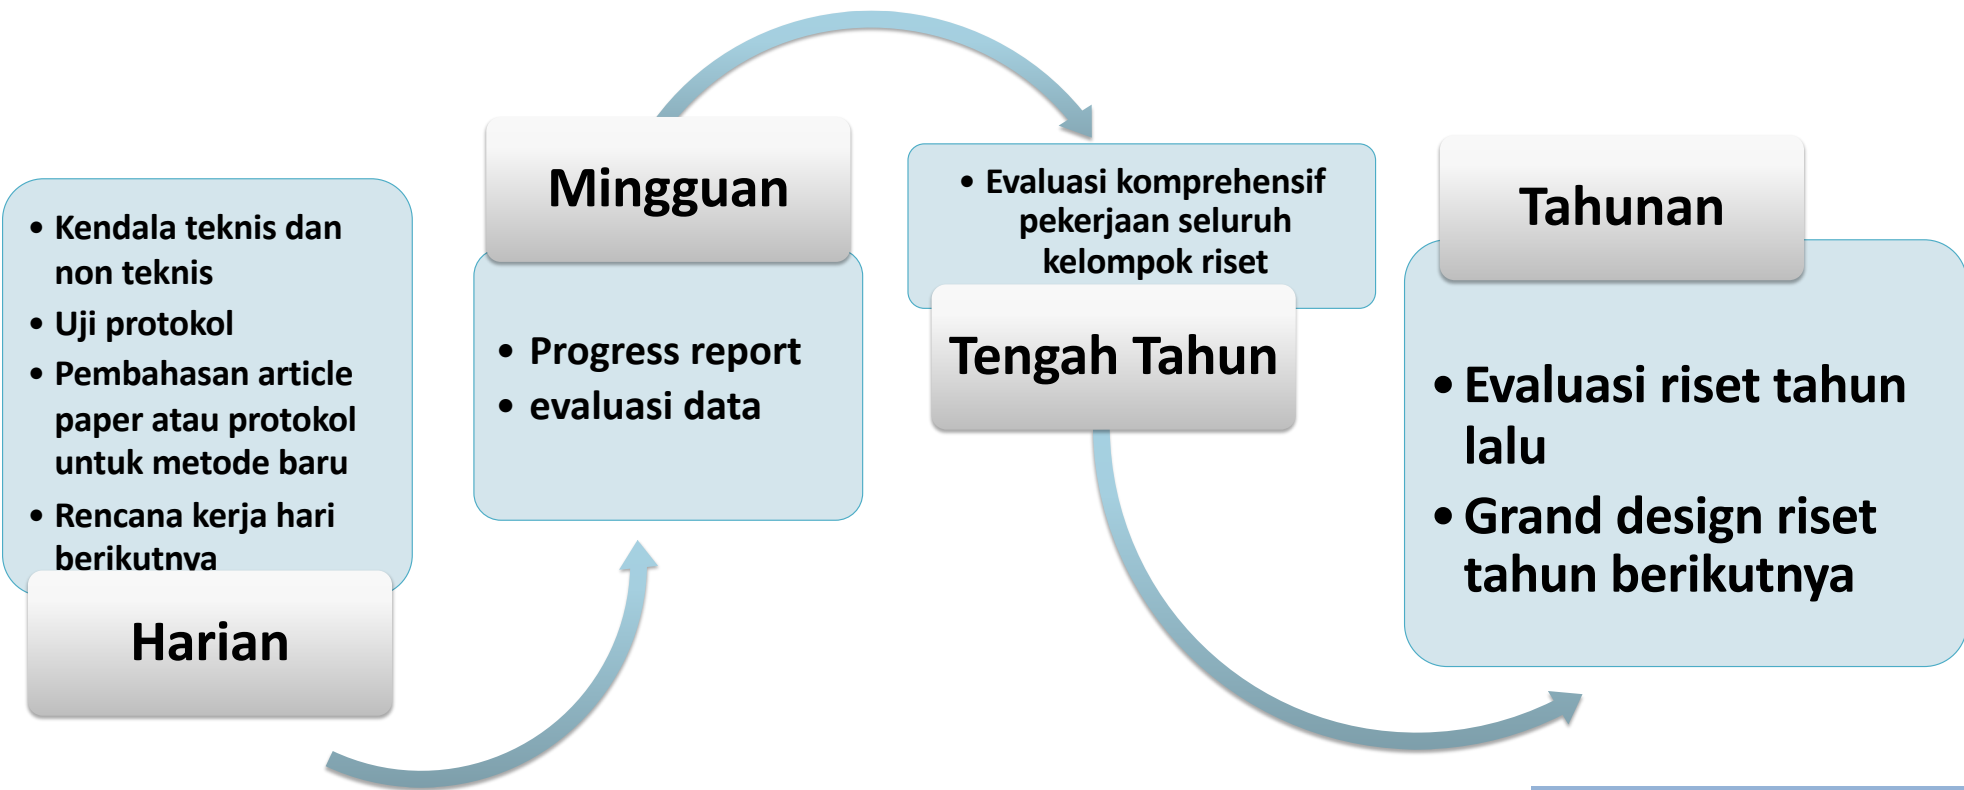 • Kendala teknis dan
non teknis
• Uji protokol
• Pembahasan article
paper atau protokol
untuk metode baru
• Rencana kerja hari
berikutnya
Harian
Mingguan
• Progress report
• evaluasi data
• Evaluasi komprehensif
pekerjaan seluruh
kelompok riset
Tengah Tahun
Tahunan
• Evaluasi riset tahun
lalu
• Grand design riset
tahun berikutnya